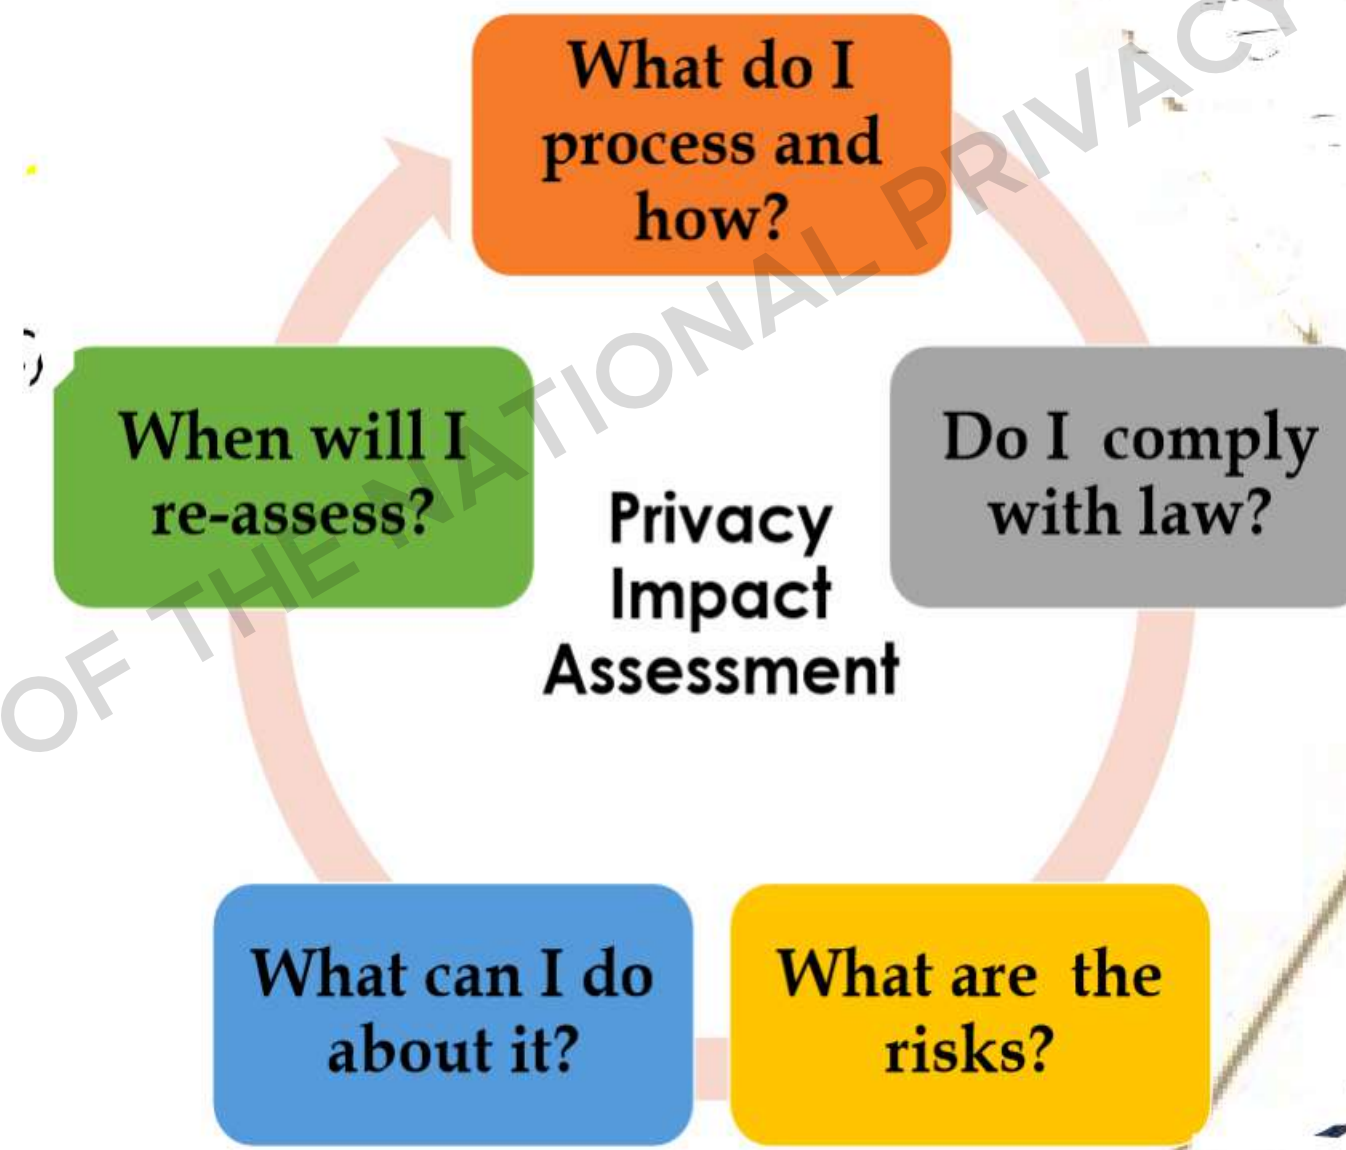 What do I
process and
how?
Do I comply
with law?
What are the
risks?
What can I do
about it?
When will I
re-assess?
Privacy
Impact
Assessment
OF THE NATIONAL PRIVACY